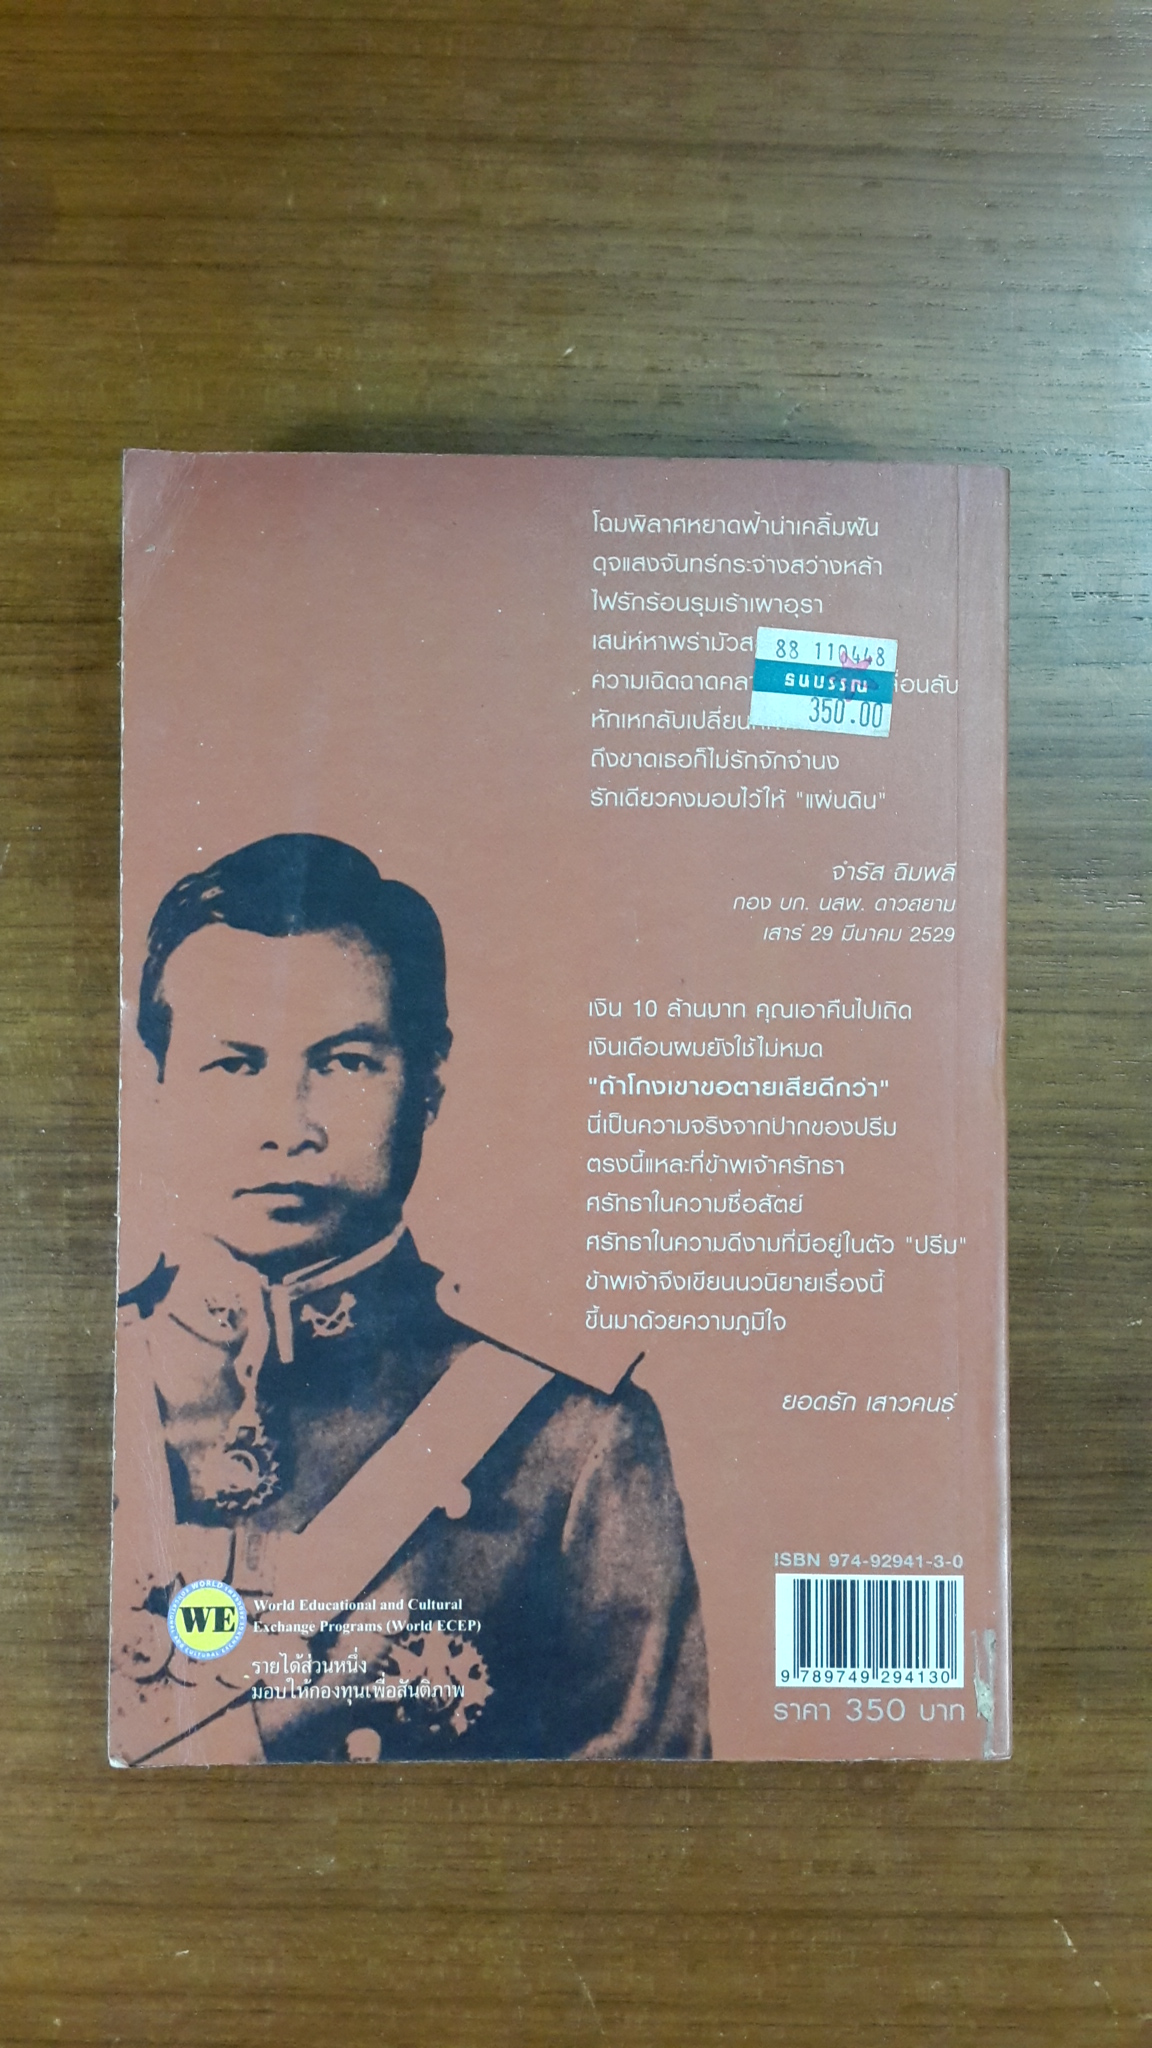 โฉมพิลาศหยาดฟ้าน่าเคลิ้มฝัน
ดุจแสงจันทร์กระจ่างสว่างหล้า
ไฟรักร้อนรุมเร้าเผาอุรา
เสน่ห์หาพร่ามัวส
ความเฉิดฉาดคลา ลื่อนลับ
หักเหกลับเปลี่ยน
ถึงขาดเธอก็ไม่รักจักจำนง
รักเดียวคงมอบไว้ให้ "แผ่นดิน"
88 110448
ธนบรรณ
350.00
จำรัส ฉิมพลี
กอง บก. นสพ. ดาวสยาม
เสาร์ 29 มีนาคม 2529
เงิน 10 ล้านบาท คุณเอาคืนไปเถิด
เงินเดือนผมยังใช้ไม่หมด
"ถ้าโกงเขาขอตายเสียดีกว่า"
นี่เป็นความจริงจากปากของปรีม
ตรงนี้แหละที่ข้าพเจ้าศรัทธา
ศรัทธาในความซื่อสัตย์
ศรัทธาในความดีงามที่มีอยู่ในตัว "ปรีม"
ข้าพเจ้าจึงเขียนนวนิยายเรื่องนี้
ขึ้นมาด้วยความภูมิใจ
ยอดรัก เสาวคนธ์
WE
World Educational and Cultural
Exchange Programs (World ECEP)
รายได้ส่วนหนึ่ง
มอบให้กองทุนเพื่อสันติภาพ
ISBN 974-92941-3-0
9 789749 294130
ราคา 350 บาท